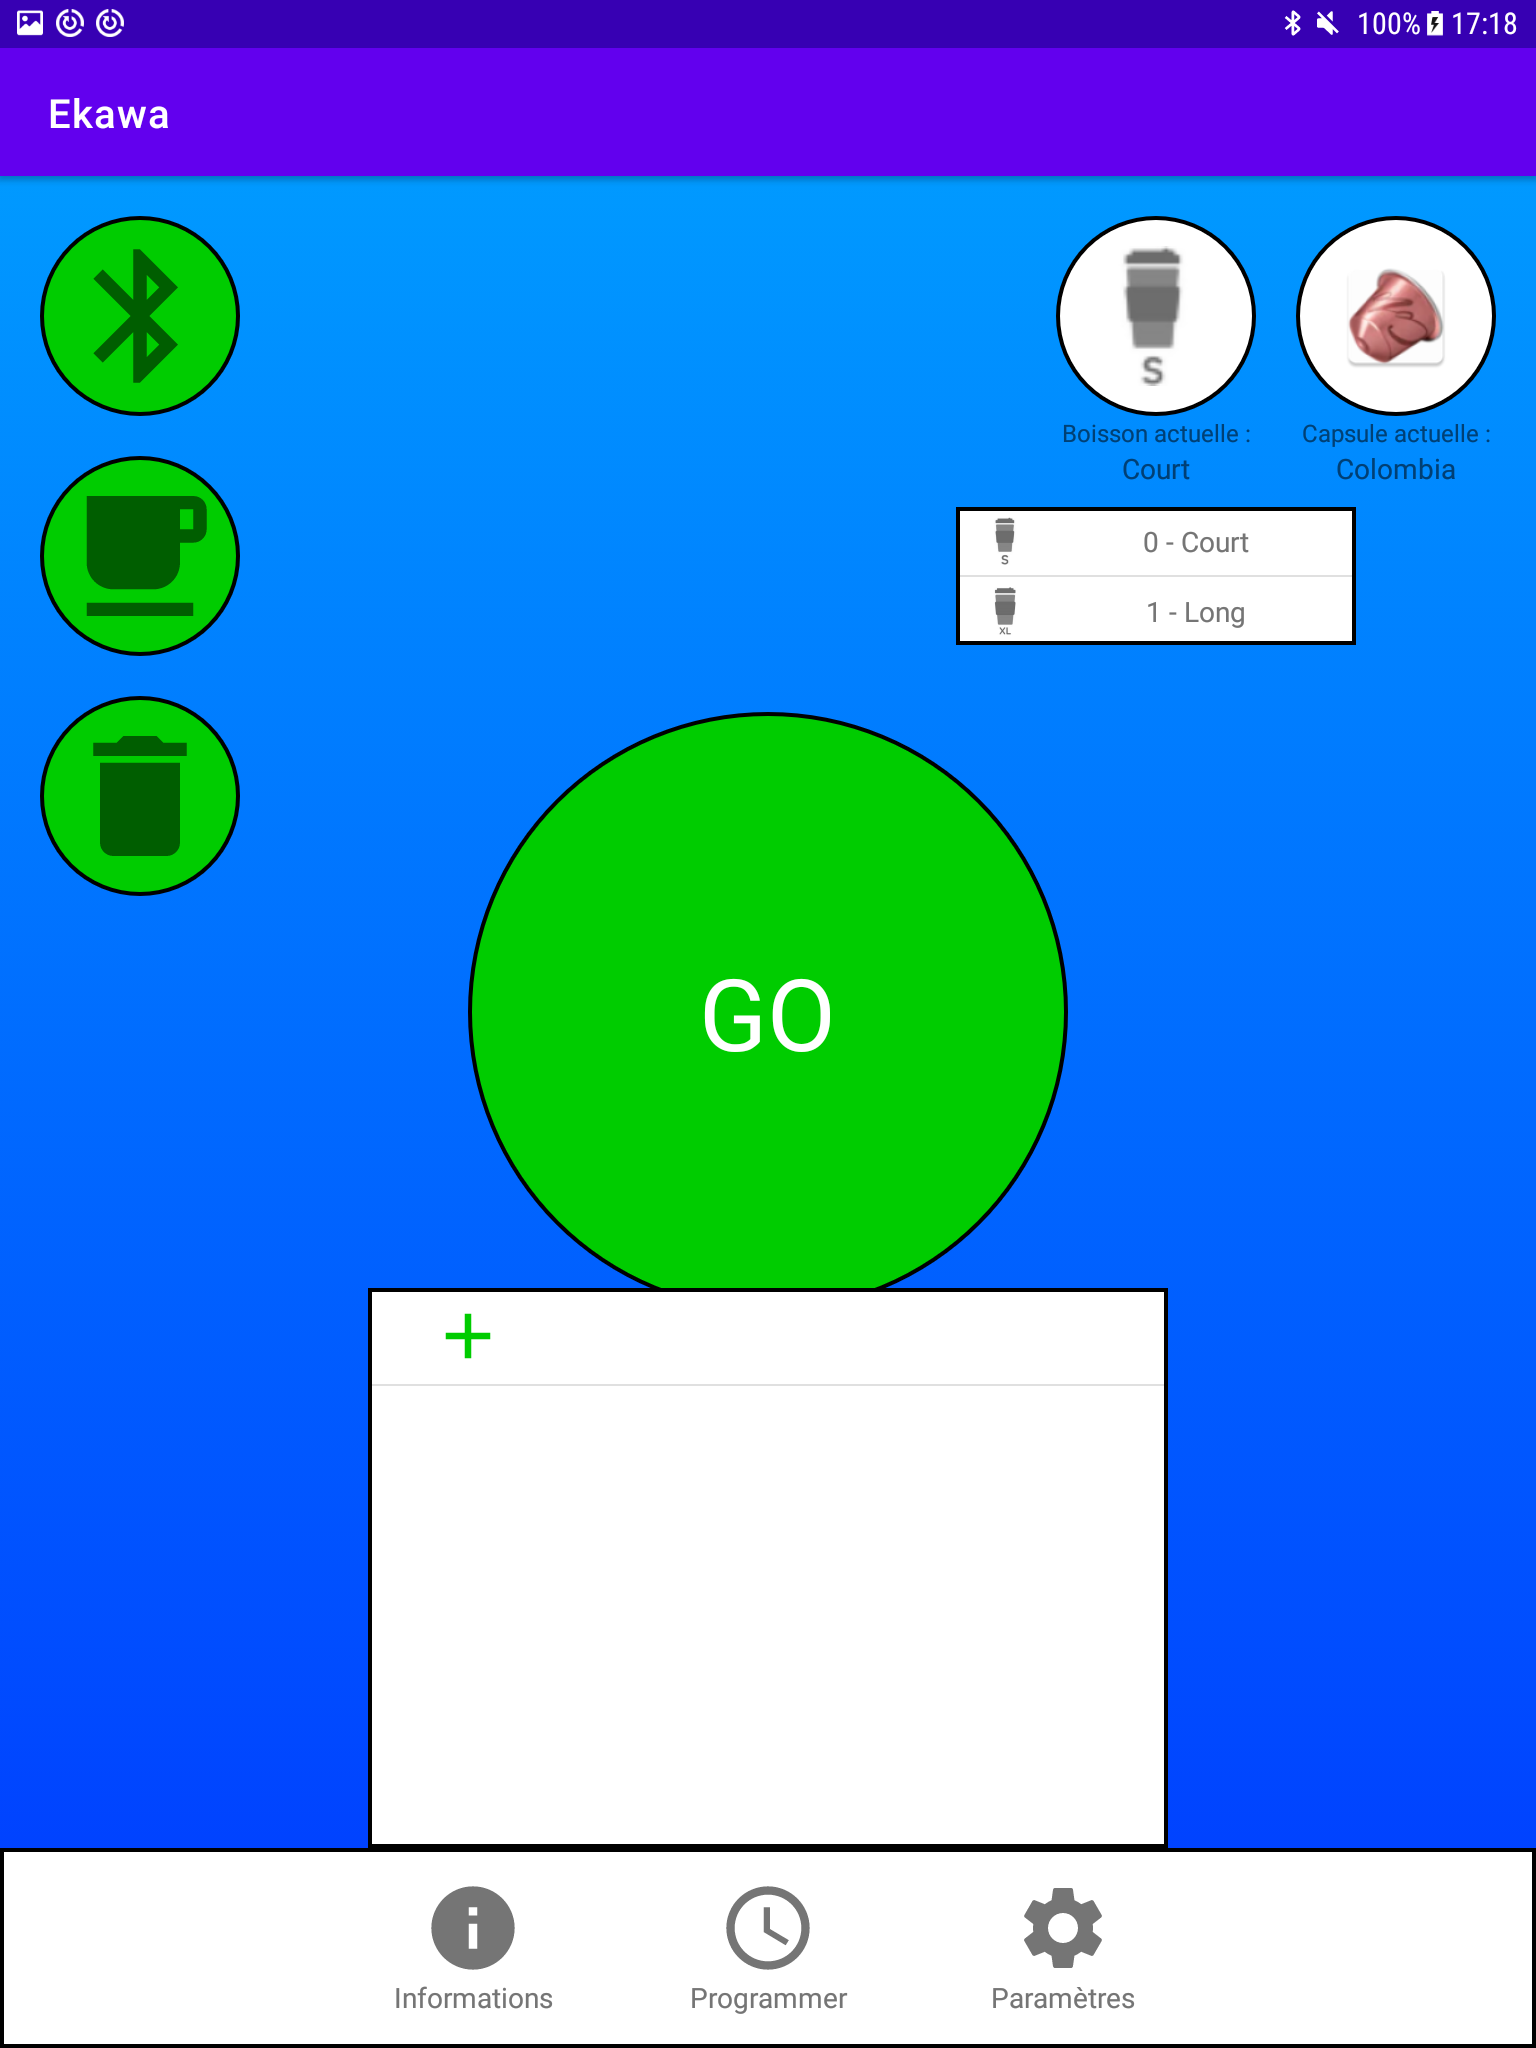 100% 17:18
Ekawa
S
Boisson actuelle :
Court
Capsule actuelle :
Colombia
S
0 - Court
XL
1 - Long
GO
Informations
Programmer
Paramètres